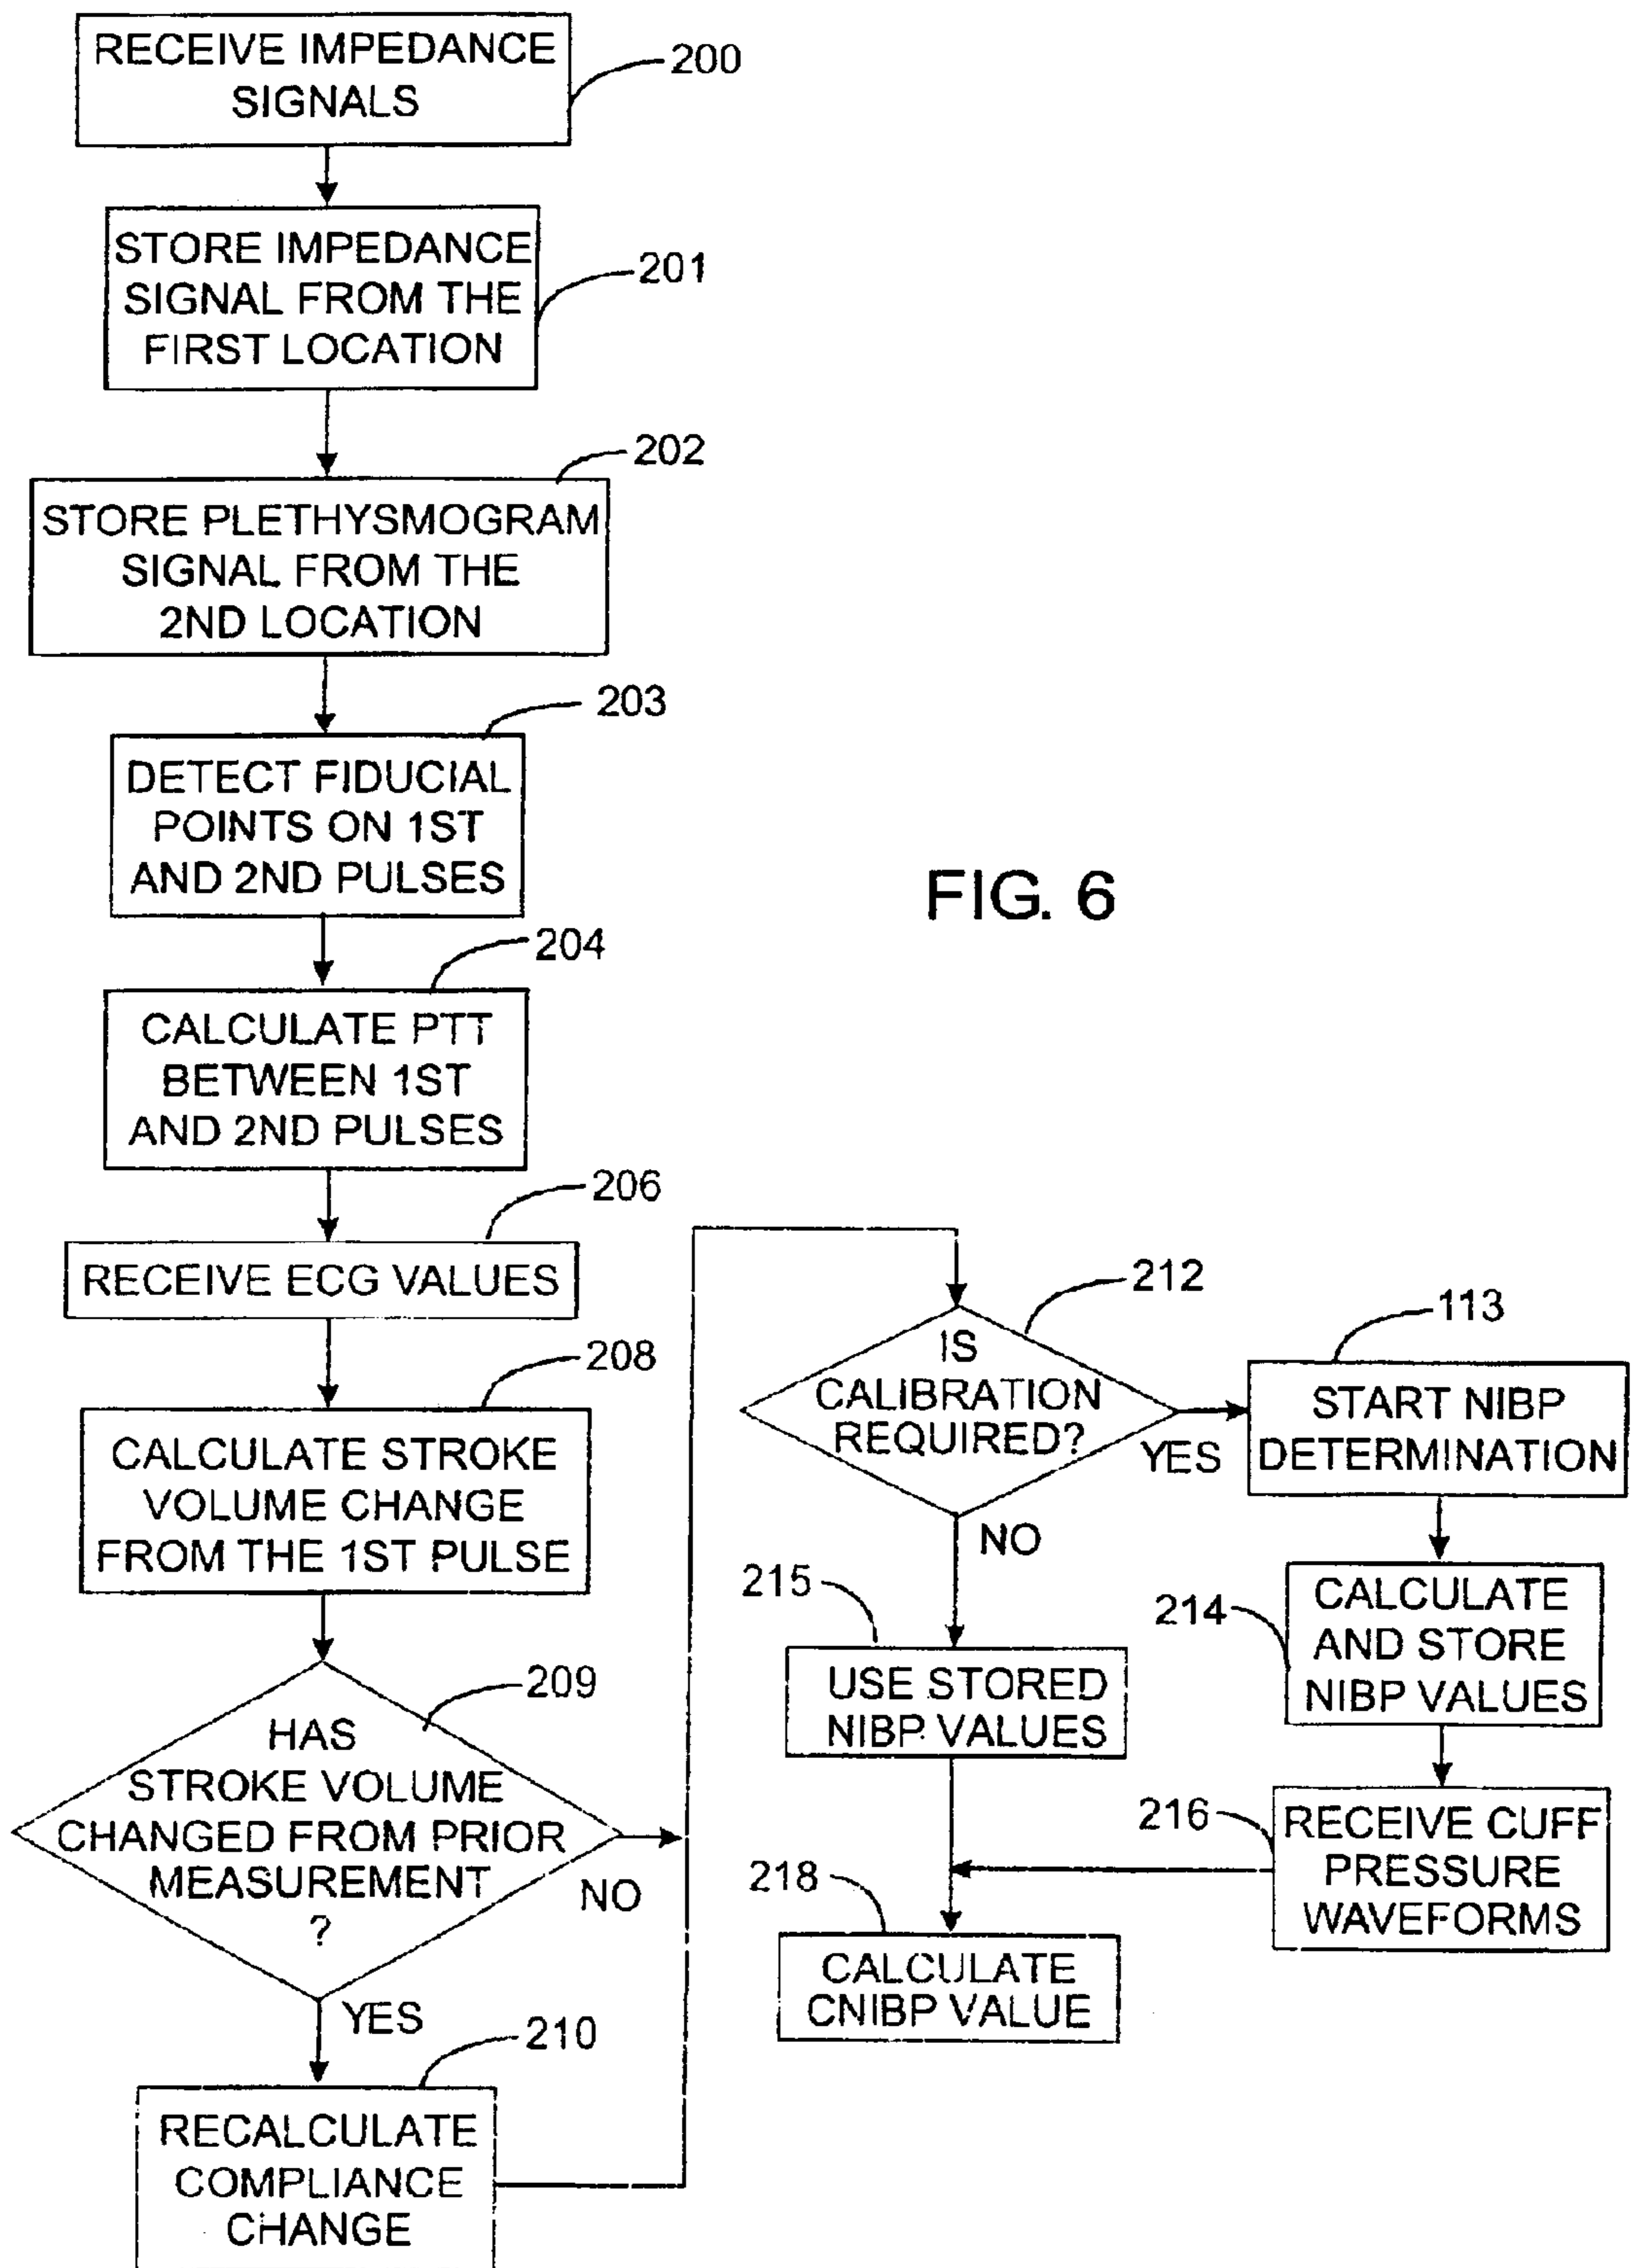 RECEIVE IMPEDANCE
SIGNALS
200
STORE IMPEDANCE
SIGNAL FROM THE
FIRST LOCATION
201
202
STORE PLETHYSMOGRAM
SIGNAL FROM THE
2ND LOCATION
203
DETECT FIDUCIAL
POINTS ON 1ST
AND 2ND PULSES
FIG. 6
204
CALCULATE PTT
BETWEEN 1ST
AND 2ND PULSES
206
RECEIVE ECG VALUES
208
CALCULATE STROKE
VOLUME CHANGE
FROM THE 1ST PULSE
209
HAS
STROKE VOLUME
CHANGED FROM PRIOR
MEASUREMENT
?
NO
YES
210
RECALCULATE
COMPLIANCE
CHANGE
212
IS
CALIBRATION
REQUIRED?
YES
NO
113
START NIBP
DETERMINATION
214
CALCULATE
AND STORE
NIBP VALUES
215
USE STORED
NIBP VALUES
216
RECEIVE CUFF
PRESSURE
WAVEFORMS
218
CALCULATE
CNIBP VALUE